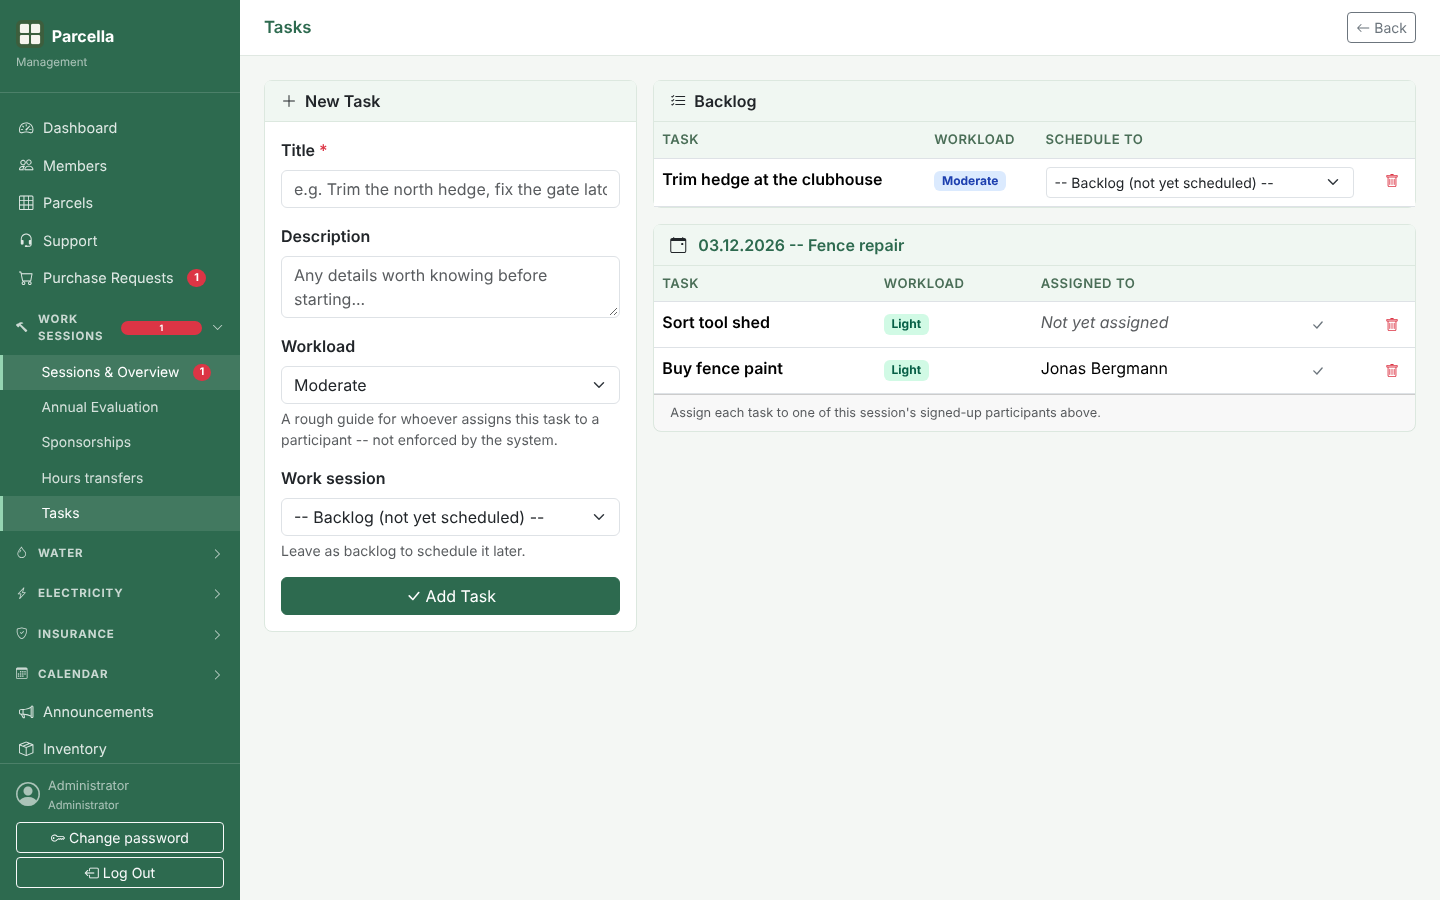 Parcella
Management
Dashboard
Members
Parcels
Support
Purchase Requests 1
WORK SESSIONS 1
Sessions & Overview 1
Annual Evaluation
Sponsorships
Hours transfers
Tasks
WATER
ELECTRICITY
INSURANCE
CALENDAR
Announcements
Inventory
Administrator
Administrator
Change password
Log Out
Tasks
Back
New Task
Title *
e.g. Trim the north hedge, fix the gate latc
Description
Any details worth knowing before
starting...
Workload
Moderate
A rough guide for whoever assigns this task to a
participant -- not enforced by the system.
Work session
-- Backlog (not yet scheduled) --
Leave as backlog to schedule it later.
Add Task
Backlog
TASK WORKLOAD SCHEDULE TO
Trim hedge at the clubhouse Moderate -- Backlog (not yet scheduled) --
03.12.2026 -- Fence repair
TASK WORKLOAD ASSIGNED TO
Sort tool shed Light Not yet assigned
Buy fence paint Light Jonas Bergmann
Assign each task to one of this session's signed-up participants above.